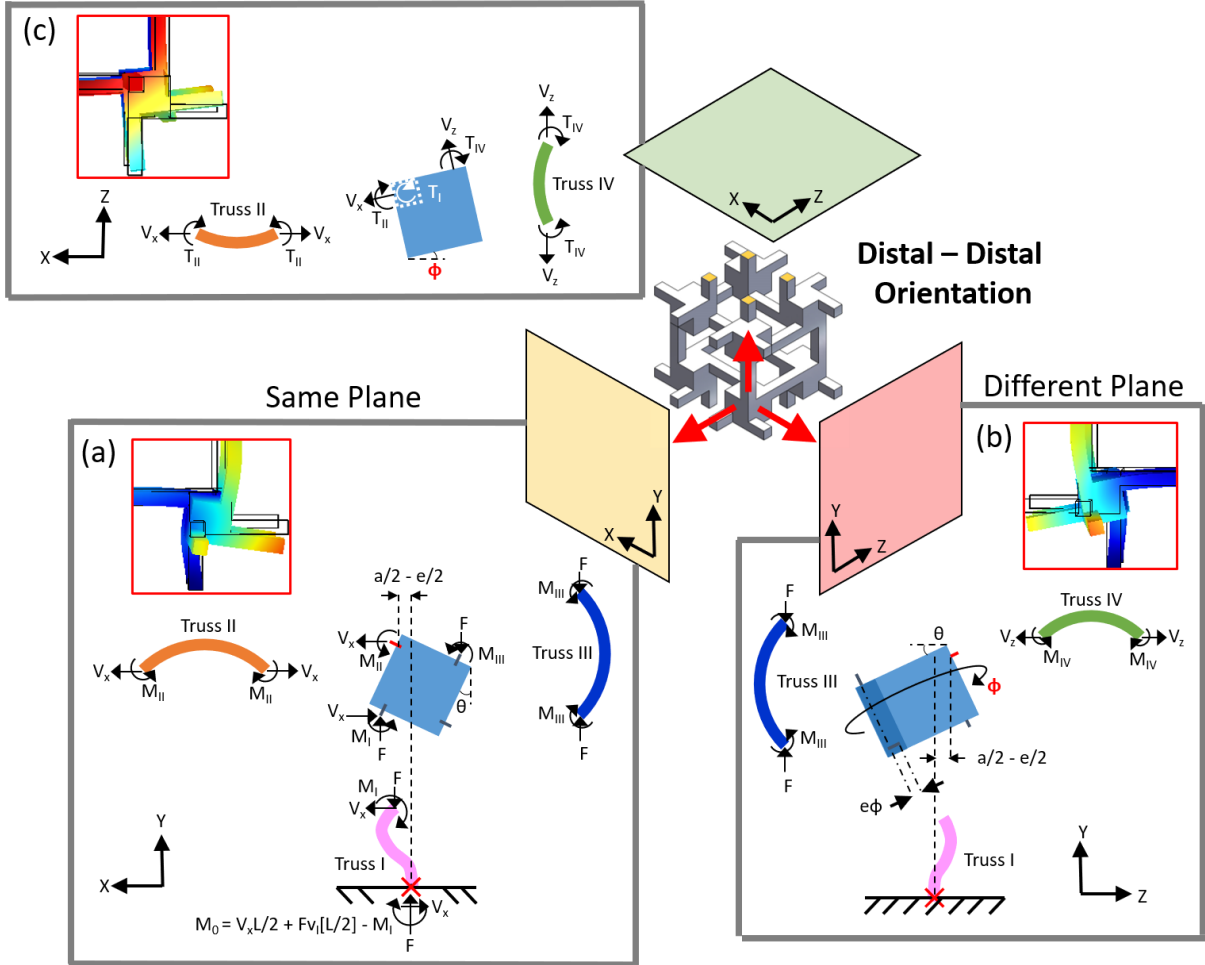 (c)
V_z
T_IV
V_z
T_IV
Truss IV
V_x
T_I
T_II
Z
X
Truss II
V_x
V_x
T_II
T_II
ϕ
T_IV
V_z
X
Z
Distal – Distal
Orientation
Same Plane
Different Plane
(a)
(b)
Y
X
Y
Z
a/2 - e/2
F
M_III
Truss II
V_x
V_x
M_II
M_II
V_x
M_II
F
M_III
θ
V_x
M_I
F
Truss III
M_III
F
M_I
F
V_x
Truss I
Y
X
V_x
M_0 = V_xL/2 + Fv_I[L/2] - M_I
F
F
M_III
Truss III
M_III
F
θ
ϕ
a/2 - e/2
eϕ
Truss IV
V_z
V_z
M_IV
M_IV
Truss I
Y
Z